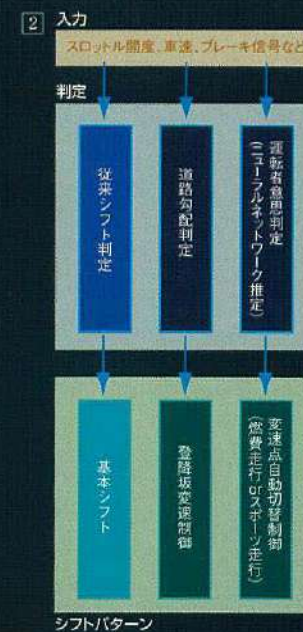 2
入力
スロットル開度、車速、ブレーキ信号など
判定
従来シフト判定
道路勾配判定
運転者意思判定
(ニューラルネットワーク推定)
基本シフト
登降坂変速制御
変速点自動切替制御
(燃費走行orスポーツ走行)
シフトパターン